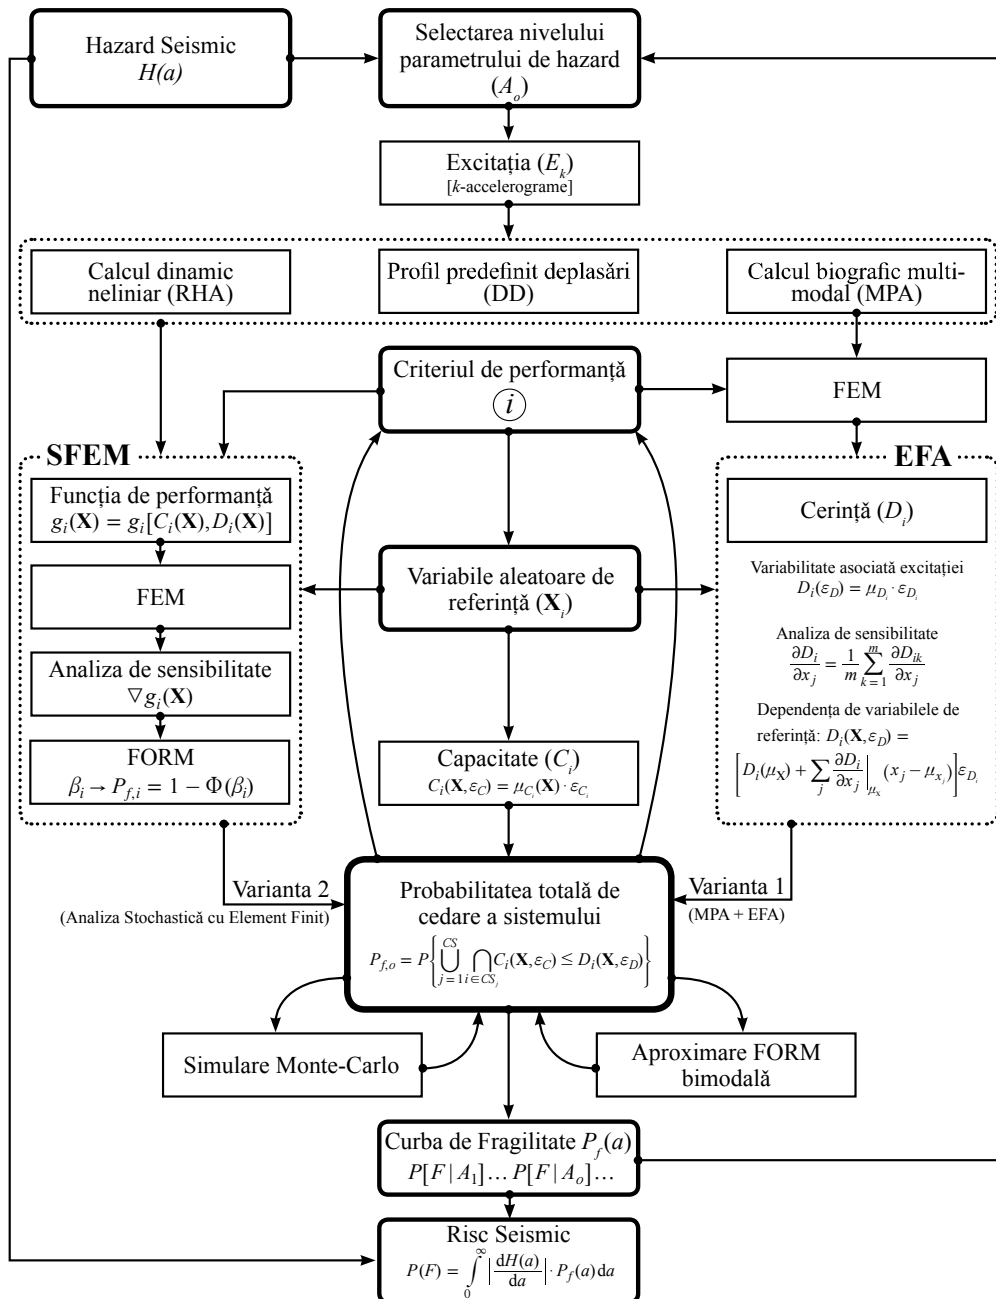 Hazard Seismic
H(a)
Selectarea nivelului
parametrului de hazard
(A_o)
Excitația (E_k)
[k-accelerograme]
Calcul dinamic
neliniar (RHA)
Profil predefinit deplasări
(DD)
Calcul biografic multi-
modal (MPA)
Criteriul de performanță
i
FEM
SFEM
Funcția de performanță
g_i(X) = g_i[C_i(X), D_i(X)]
FEM
Analiza de sensibilitate
▽g_i(X)
FORM
β_i → P_{f,i} = 1 − Φ(β_i)
Variabile aleatoare de
referință (X_i)
Capacitate (C_i)
C_i(X,ε_C) = μ_{C_i}(X) · ε_{C_i}
EFA
Cerință (D_i)
Variabilitate asociată excitației
D_i(ε_D) = μ_{D_i} · ε_{D_i}
Analiza de sensibilitate
∂D_i/∂x_j = 1/m ∑_{k=1}^{m} ∂D_{ik}/∂x_j
Dependența de variabilele de
referință: D_i(X,ε_D) =
[D_i(μ_X) + ∑_j ∂D_i/∂x_j |_{μ_x} (x_j − μ_{x_j})] ε_{D_i}
Varianta 2
(Analiza Stochastică cu Element Finit)
Probabilitatea totală de
cedare a sistemului
P_{f,o} = P{⋃_{j=1}^{CS} ⋂_{i∈CS_j} C_i(X,ε_C) ≤ D_i(X,ε_D)}
Varianta 1
(MPA + EFA)
Simulare Monte-Carlo
Aproximare FORM
bimodală
Curba de Fragilitate P_f(a)
P[F | A_1] … P[F | A_o] …
Risc Seismic
P(F) = ∫_0^∞ |dH(a)/da| · P_f(a) da